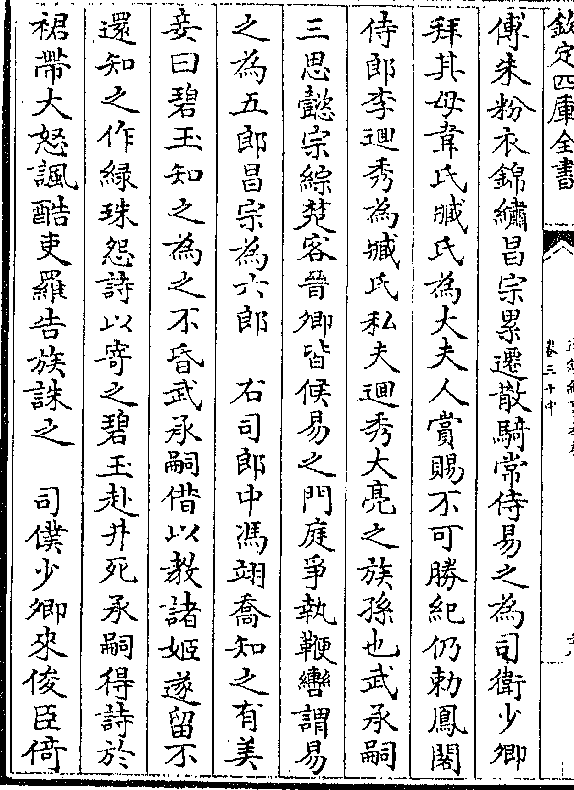 欽定四庫全書
卷三十中
傅朱粉衣錦繡昌宗累遷散騎常侍易之為司衛少卿
拜其母韋氏臧氏為大夫人賞賜不可勝紀仍勅鳳閣
侍郎李迥秀為臧氏私夫迥秀大亮之族孫也武承嗣
三思懿宗綜楚客晉卿皆候易之門庭爭執鞭轡謂易
之為五郎昌宗為六郎　右司郎中馮翊喬知之有美
妾曰碧玉知之為之不昏武承嗣借以教諸姬遂留不
還知之作緑珠怨詩以寄之碧玉赴井死承嗣得詩於
裙帶大怒諷酷吏羅告族誅之　司僕少卿來俊臣倚